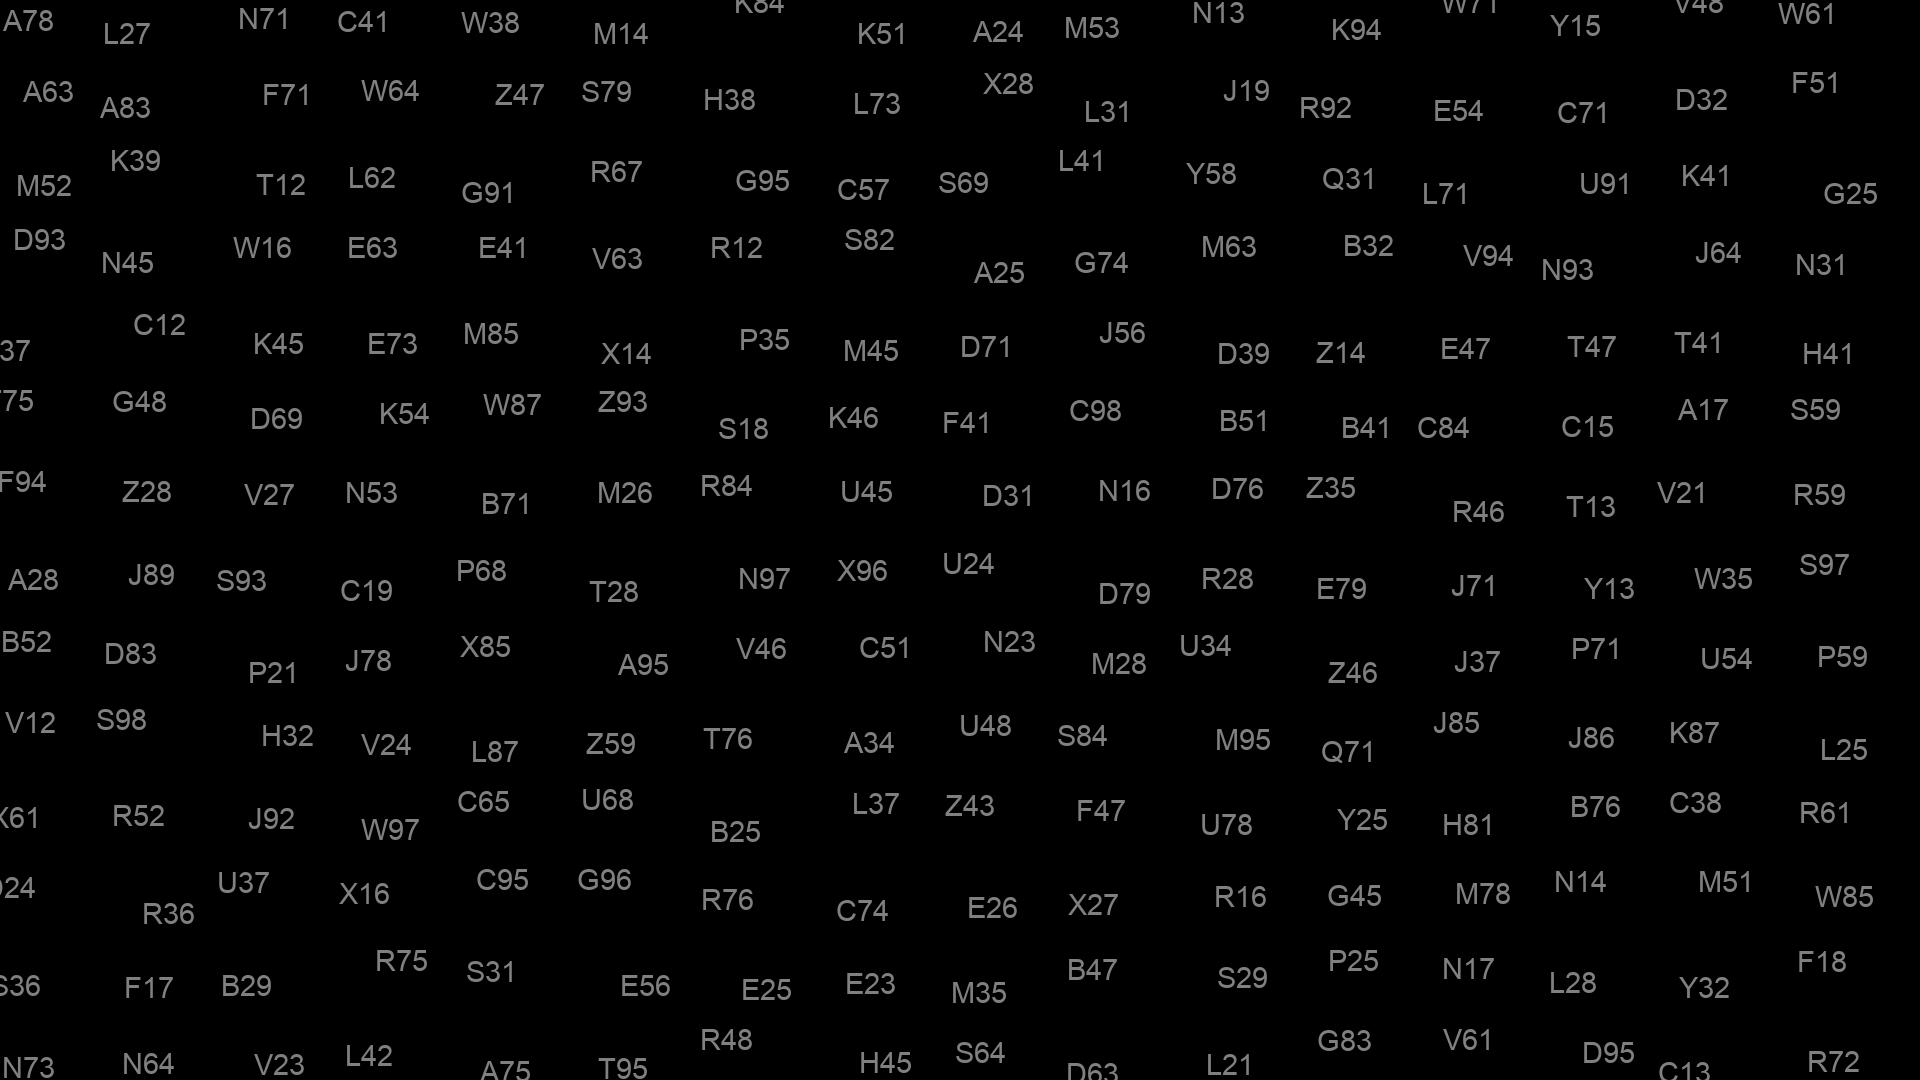 A78 L27 N71 C41 W38 M14 K84 K51 A24 M53 N13 K94 W71 Y15 V48 W61
A63 A83 F71 W64 Z47 S79 H38 L73 X28 L31 J19 R92 E54 C71 D32 F51
M52 K39 T12 L62 G91 R67 G95 C57 S69 L41 Y58 Q31 L71 U91 K41 G25
D93 N45 W16 E63 E41 V63 R12 S82 A25 G74 M63 B32 V94 N93 J64 N31
37 C12 K45 E73 M85 X14 P35 M45 D71 J56 D39 Z14 E47 T47 T41 H41
75 G48 D69 K54 W87 Z93 S18 K46 F41 C98 B51 B41 C84 C15 A17 S59
F94 Z28 V27 N53 B71 M26 R84 U45 D31 N16 D76 Z35 R46 T13 V21 R59
A28 J89 S93 C19 P68 T28 N97 X96 U24 D79 R28 E79 J71 Y13 W35 S97
B52 D83 P21 J78 X85 A95 V46 C51 N23 M28 U34 Z46 J37 P71 U54 P59
V12 S98 H32 V24 L87 Z59 T76 A34 U48 S84 M95 Q71 J85 J86 K87 L25
X61 R52 J92 W97 C65 U68 B25 L37 Z43 F47 U78 Y25 H81 B76 C38 R61
24 R36 U37 X16 C95 G96 R76 C74 E26 X27 R16 G45 M78 N14 M51 W85
S36 F17 B29 R75 S31 E56 E25 E23 M35 B47 S29 P25 N17 L28 Y32 F18
N73 N64 V23 L42 A75 T95 R48 H45 S64 D63 L21 G83 V61 D95 C13 R72